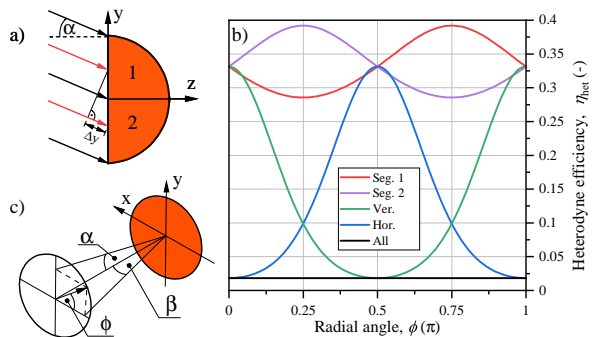 a)
y
α
1
z
2
Δy
c)
x
y
α
β
ϕ
b)
0.4
0.35
0.3
0.25
0.2
0.15
0.1
0.05
0
Heterodyne efficiency, η_het (-)
Seg. 1
Seg. 2
Ver.
Hor.
All
0 0.25 0.5 0.75 1
Radial angle, ϕ(π)